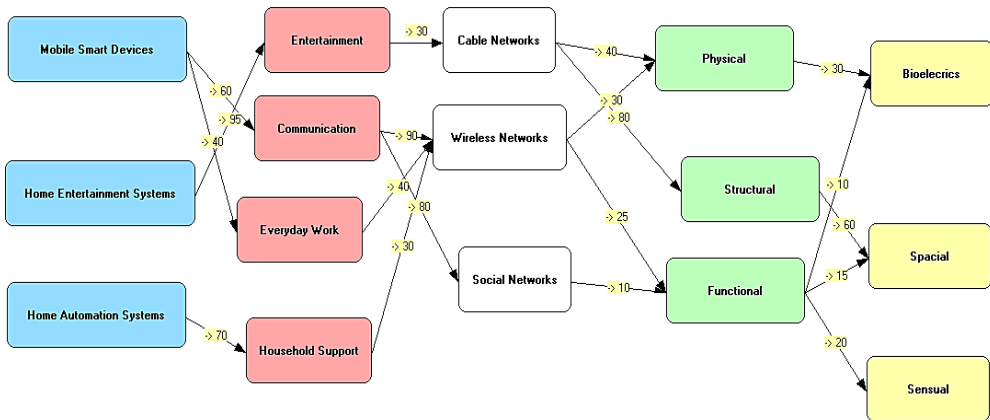 Mobile Smart Devices
Home Entertainment Systems
Home Automation Systems
Entertainment
Communication
Everyday Work
Household Support
Cable Networks
Wireless Networks
Social Networks
Physical
Structural
Functional
Bioelecrics
Spacial
Sensual
-> 60
-> 95
-> 40
-> 70
-> 30
-> 90
-> 40
-> 80
-> 30
-> 40
-> 30
-> 80
-> 25
-> 10
-> 30
-> 10
-> 60
-> 15
-> 20